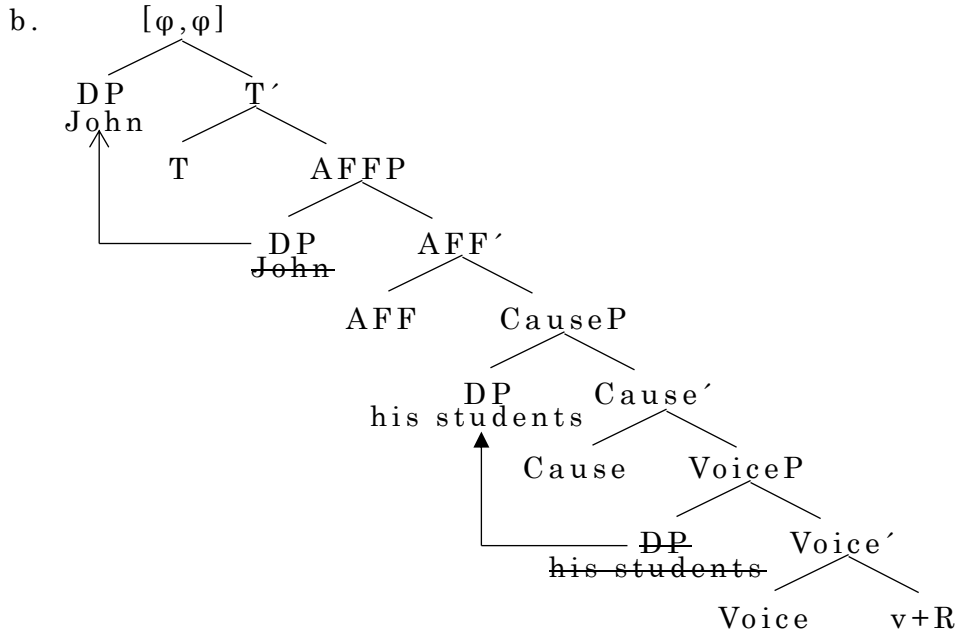 b. [φ,φ]
DP T´
John
T AFFP
DP AFF´
John
AFF CauseP
DP Cause´
his students
Cause VoiceP
DP Voice´
his students
Voice v+R